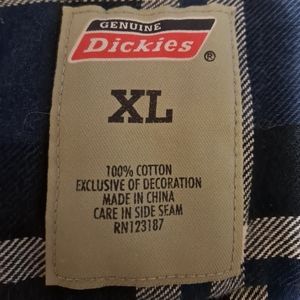 GENUINE
Dickies®
XL
100% COTTON
EXCLUSIVE OF DECORATION
MADE IN CHINA
CARE IN SIDE SEAM
RN123187